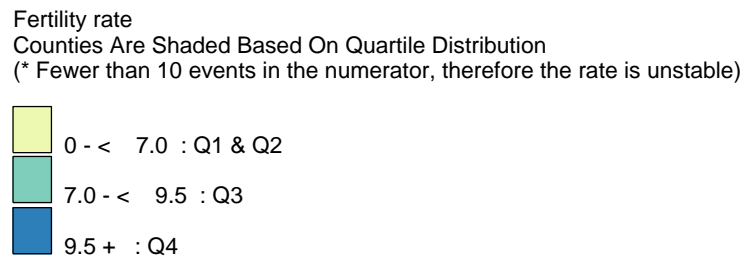 Fertility rate
Counties Are Shaded Based On Quartile Distribution
(* Fewer than 10 events in the numerator, therefore the rate is unstable)
0 - < 7.0 : Q1 & Q2
7.0 - < 9.5 : Q3
9.5 + : Q4